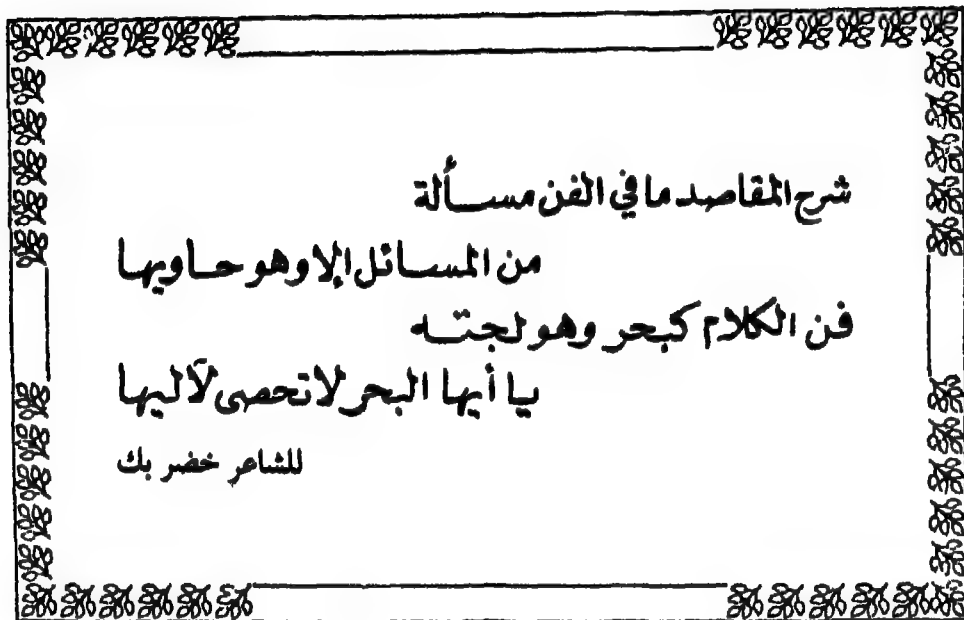 شرح المقاصد ما في الفن مسألة
من المسائل إلا وهو حاويها
فن الكلام كبحر وهو لجته
يا أيها البحر لا تحصى لآليها
للشاعر خضر بك